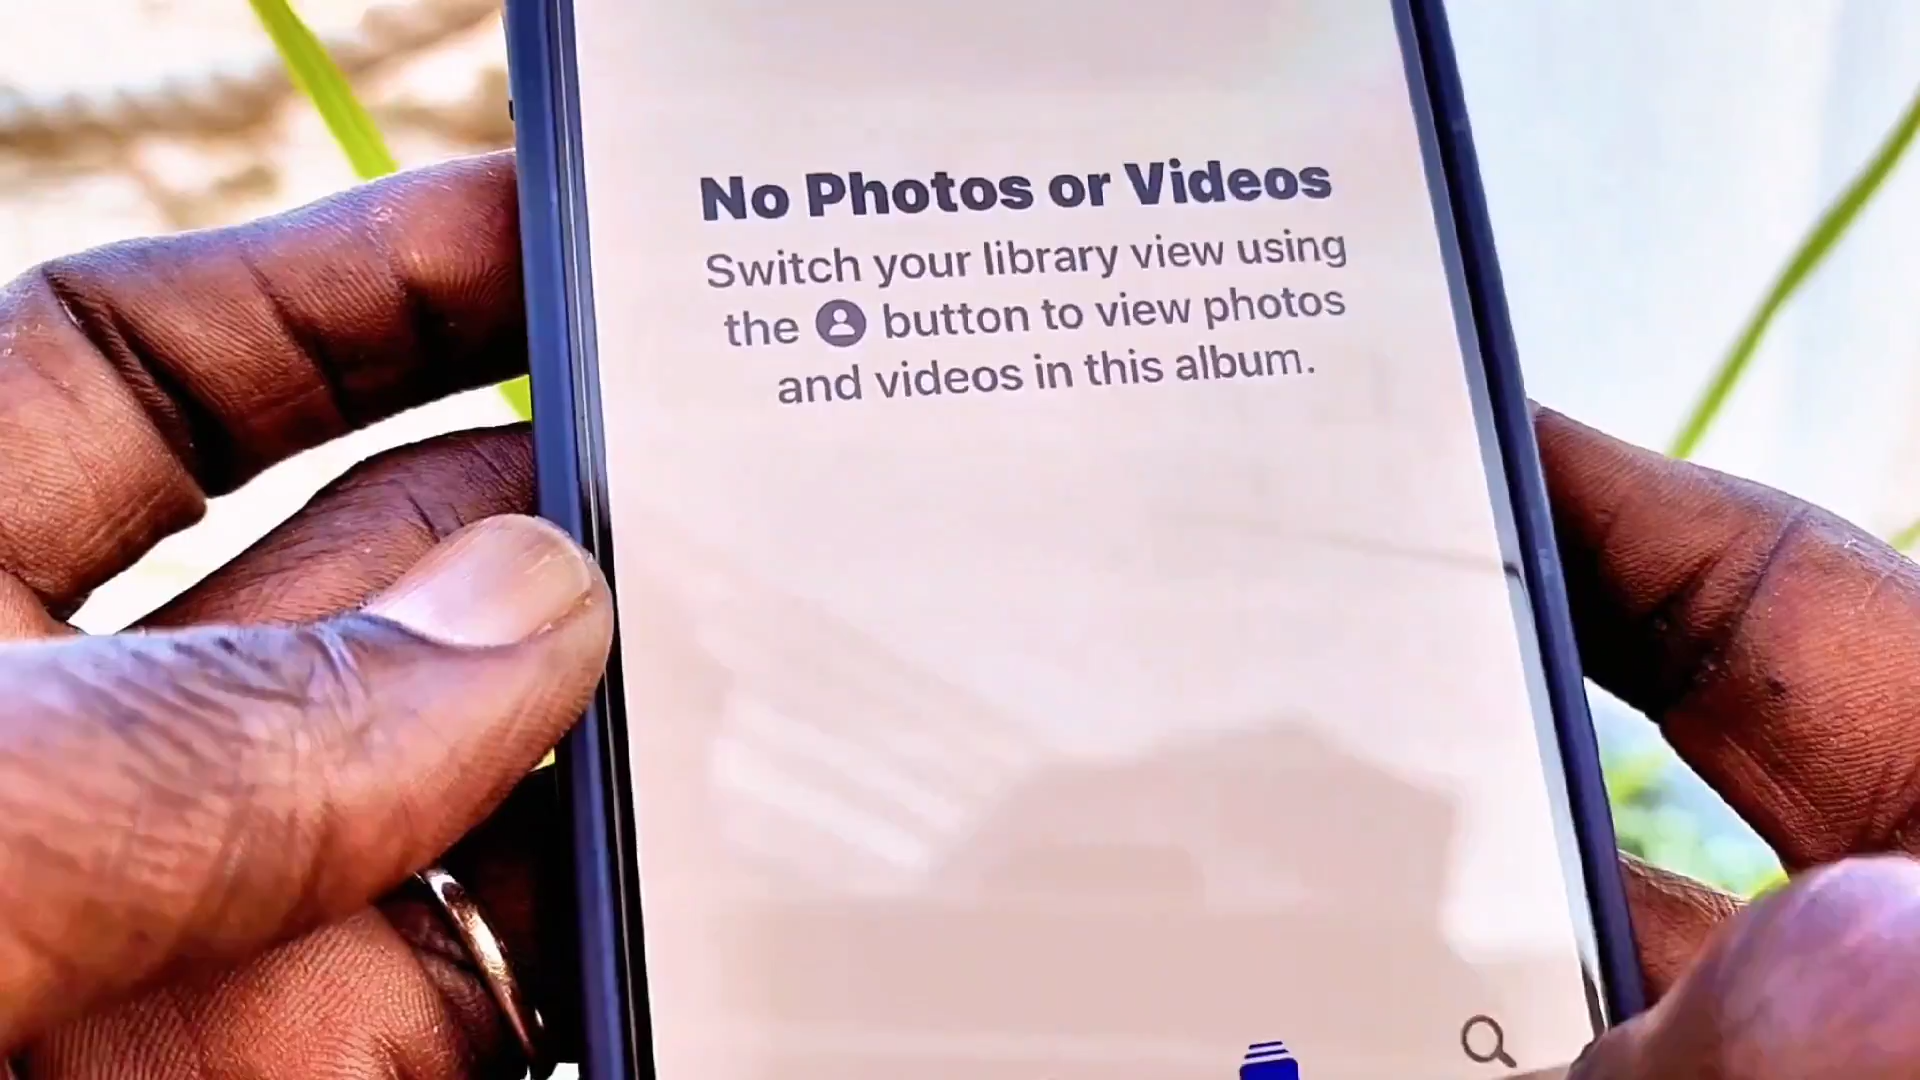 No Photos or Videos
Switch your library view using
the button to view photos
and videos in this album.